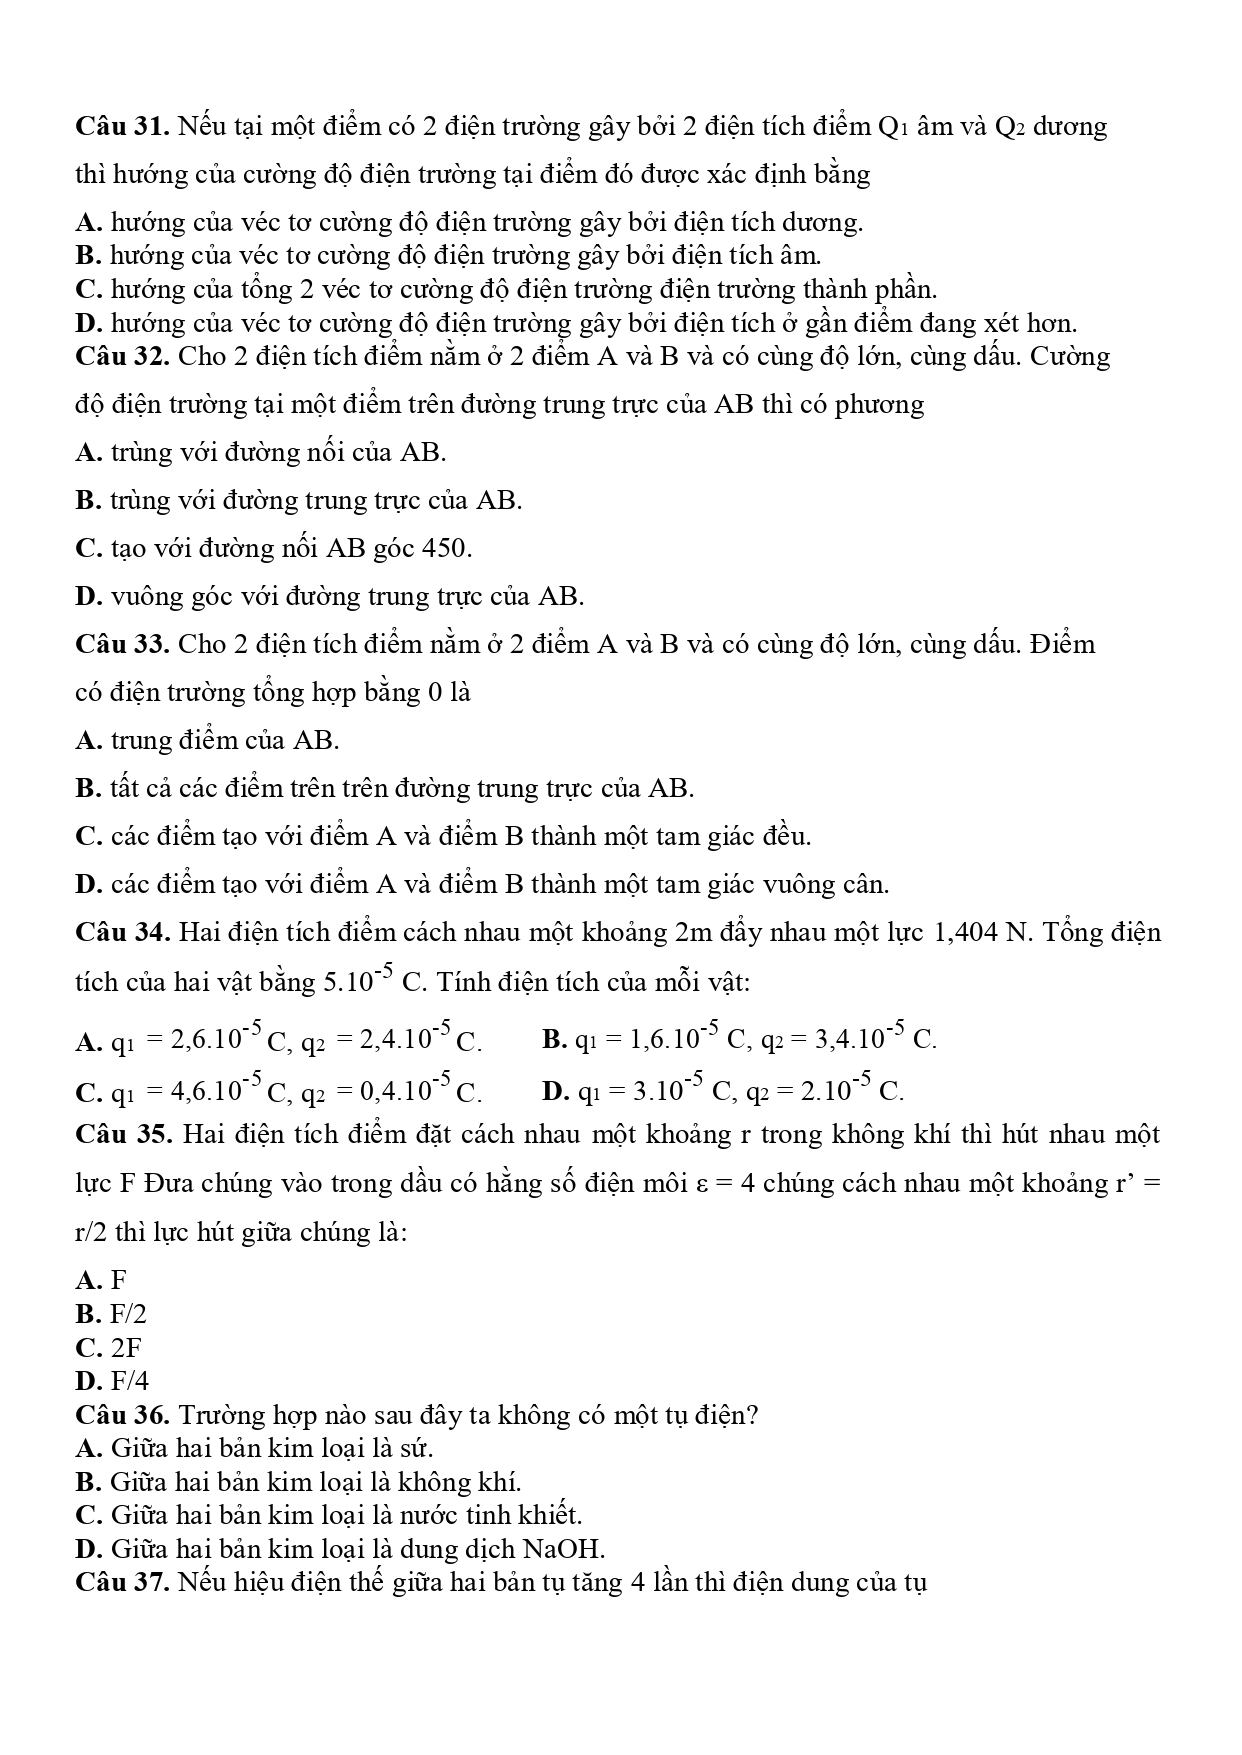 Câu 31. Nếu tại một điểm có 2 điện trường gây bởi 2 điện tích điểm Q1 âm và Q2 dương
thì hướng của cường độ điện trường tại điểm đó được xác định bằng
A. hướng của véc tơ cường độ điện trường gây bởi điện tích dương.
B. hướng của véc tơ cường độ điện trường gây bởi điện tích âm.
C. hướng của tổng 2 véc tơ cường độ điện trường điện trường thành phần.
D. hướng của véc tơ cường độ điện trường gây bởi điện tích ở gần điểm đang xét hơn.
Câu 32. Cho 2 điện tích điểm nằm ở 2 điểm A và B và có cùng độ lớn, cùng dấu. Cường
độ điện trường tại một điểm trên đường trung trực của AB thì có phương
A. trùng với đường nối của AB.
B. trùng với đường trung trực của AB.
C. tạo với đường nối AB góc 450.
D. vuông góc với đường trung trực của AB.
Câu 33. Cho 2 điện tích điểm nằm ở 2 điểm A và B và có cùng độ lớn, cùng dấu. Điểm
có điện trường tổng hợp bằng 0 là
A. trung điểm của AB.
B. tất cả các điểm trên trên đường trung trực của AB.
C. các điểm tạo với điểm A và điểm B thành một tam giác đều.
D. các điểm tạo với điểm A và điểm B thành một tam giác vuông cân.
Câu 34. Hai điện tích điểm cách nhau một khoảng 2m đẩy nhau một lực 1,404 N. Tổng điện
tích của hai vật bằng 5.10⁻⁵ C. Tính điện tích của mỗi vật:
A. q1 = 2,6.10⁻⁵ C, q2 = 2,4.10⁻⁵ C. B. q1 = 1,6.10⁻⁵ C, q2 = 3,4.10⁻⁵ C.
C. q1 = 4,6.10⁻⁵ C, q2 = 0,4.10⁻⁵ C. D. q1 = 3.10⁻⁵ C, q2 = 2.10⁻⁵ C.
Câu 35. Hai điện tích điểm đặt cách nhau một khoảng r trong không khí thì hút nhau một
lực F Đưa chúng vào trong dầu có hằng số điện môi ε = 4 chúng cách nhau một khoảng r’ =
r/2 thì lực hút giữa chúng là:
A. F
B. F/2
C. 2F
D. F/4
Câu 36. Trường hợp nào sau đây ta không có một tụ điện?
A. Giữa hai bản kim loại là sứ.
B. Giữa hai bản kim loại là không khí.
C. Giữa hai bản kim loại là nước tinh khiết.
D. Giữa hai bản kim loại là dung dịch NaOH.
Câu 37. Nếu hiệu điện thế giữa hai bản tụ tăng 4 lần thì điện dung của tụ